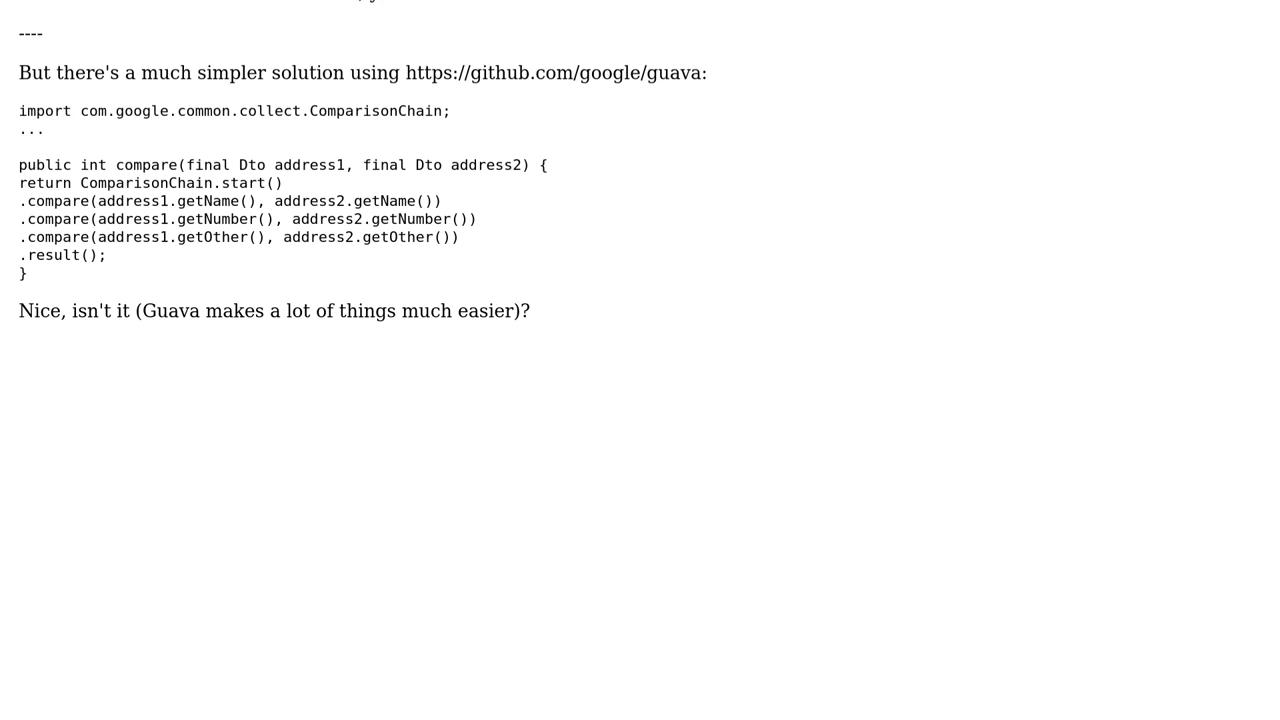 ----
But there's a much simpler solution using https://github.com/google/guava:
import com.google.common.collect.ComparisonChain;
...
public int compare(final Dto address1, final Dto address2) {
return ComparisonChain.start()
.compare(address1.getName(), address2.getName())
.compare(address1.getNumber(), address2.getNumber())
.compare(address1.getOther(), address2.getOther())
.result();
}
Nice, isn't it (Guava makes a lot of things much easier)?